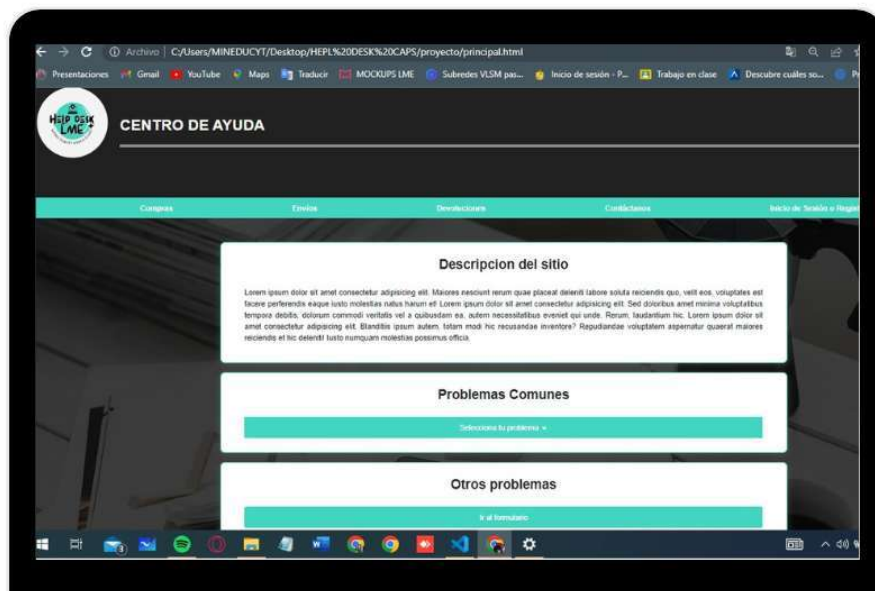 Archivo | C:/Users/MINEDUCYT/Desktop/HEPL%20DESK%20CAPS/proyecto/principal.html
Presentaciones Gmail YouTube Maps Traducir MOCKUPS LME Subredes VLSM pas... Inicio de sesión - P... Trabajo en clase Descubre cuáles so...
HELP DESK
LME
CENTRO DE AYUDA
Compras Envios Devoluciones Contáctanos Inicio de Sesión o Regist
Descripcion del sitio
Lorem ipsum dolor sit amet consectetur adipisicing elit. Maiores nesciunt rerum quae placeat deleniti labore soluta reiciendis quo, velit eos, voluptates est
facere perferendis eaque iusto molestias natus harum et! Lorem ipsum dolor sit amet consectetur adipisicing elit. Sed doloribus amet minima voluptatibus
tempora debitis, dolorum commodi veritatis vel a quibusdam ea, autem necessitatibus eveniet qui unde. Rerum, laudantium hic. Lorem ipsum dolor sit
amet consectetur adipisicing elit. Blanditiis ipsum autem, totam modi hic recusandae inventore? Repudiandae voluptatem aspernatur quaerat maiores
reiciendis et hic deleniti iusto numquam molestias possimus officia.
Problemas Comunes
Selecciona tu problema
Otros problemas
Ir al formulario